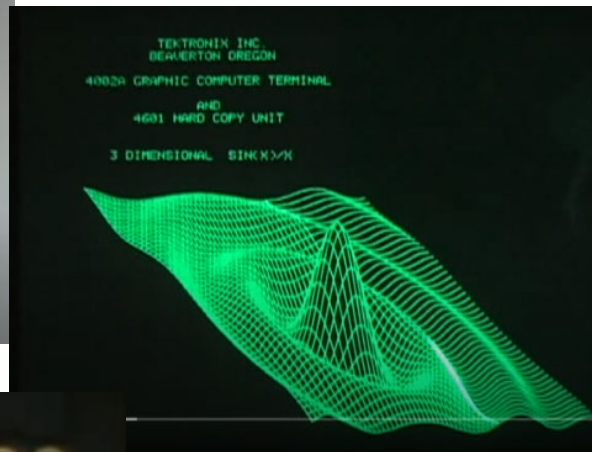 TEKTRONIX INC.
BEAVERTON OREGON
4002A GRAPHIC COMPUTER TERMINAL
AND
4601 HARD COPY UNIT
3 DIMENSIONAL SIN(X)/X